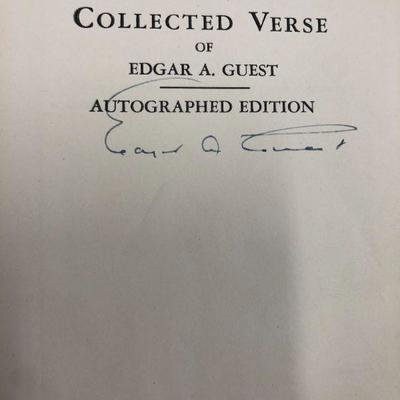 COLLECTED VERSE
OF
EDGAR A. GUEST
AUTOGRAPHED EDITION
Edgar A. Guest